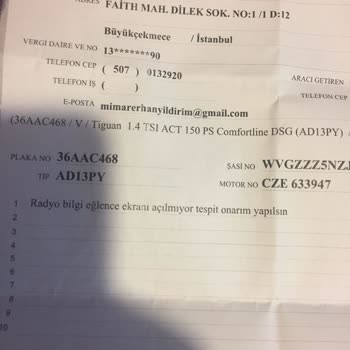 ADRES FAİTH MAH. DİLEK SOK. NO:1 /1 D:12
Büyükçekmece / İstanbul
VERGİ DAİRE VE NO 13*******90
TELEFON CEP ( 507 ) 0132920
ARACI GETİREN
TELEFON İŞ ( )
TELEFON CEP
E-POSTA mimarerhanyildirim@gmail.com
(36AAC468 / V / Tiguan 1.4 TSI ACT 150 PS Comfortline DSG (AD13PY) /
PLAKA NO 36AAC468
ŞASİ NO WVGZZZ5NZJ
TIP AD13PY
MOTOR NO CZE 633947
1 Radyo bilgi eğlence ekranı açılmıyor tespit onarım yapılsın
2
3
4
5
6
7
8
9
10